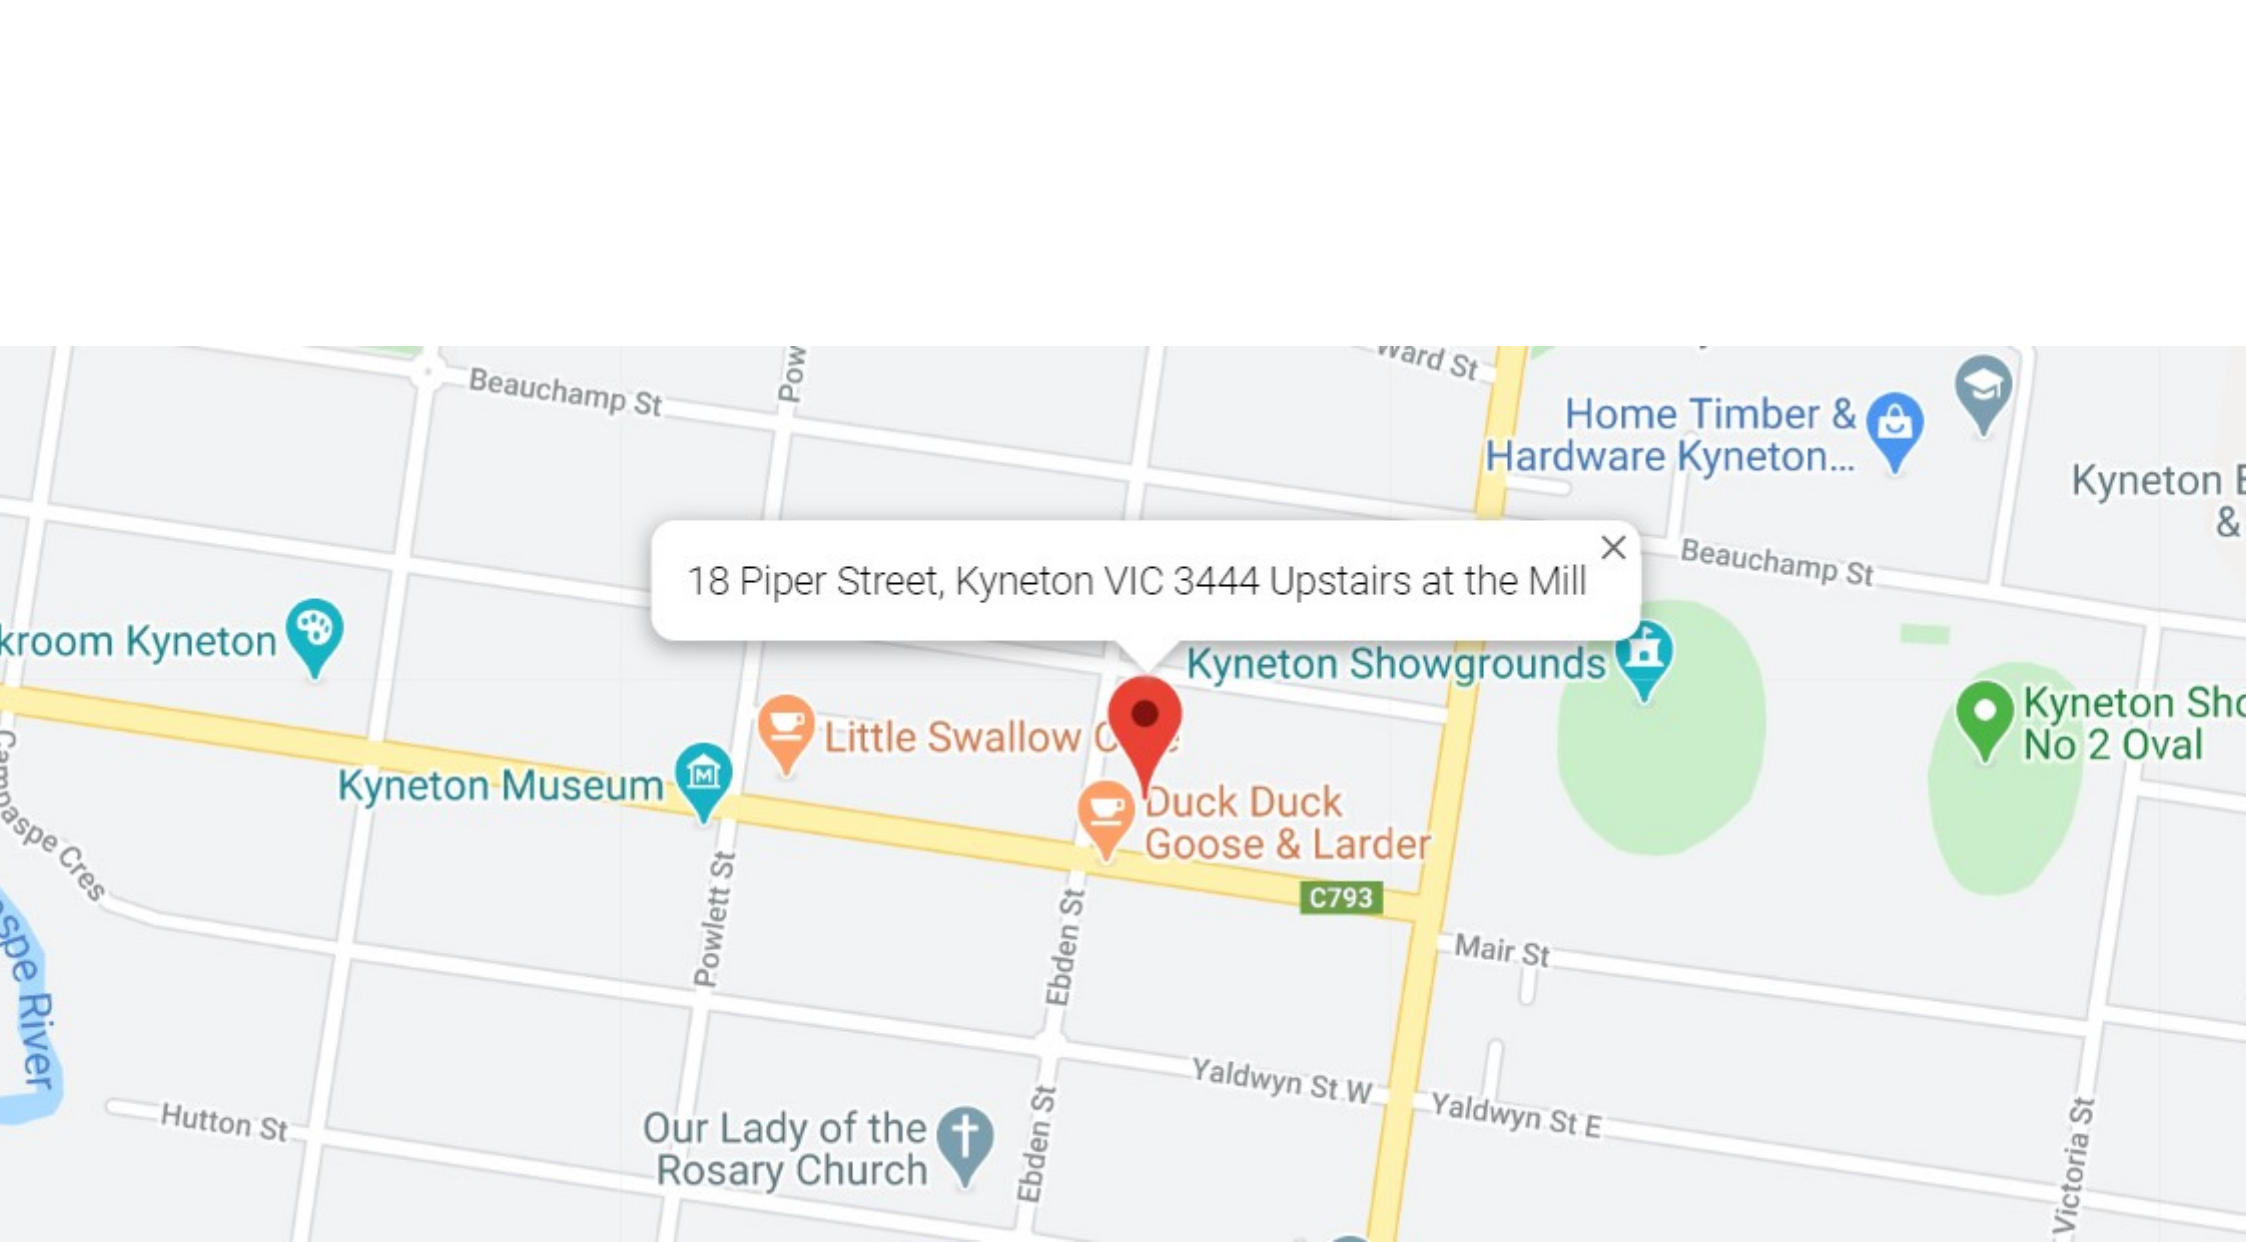 Ward St
Pow
Beauchamp St
Home Timber &
Hardware Kyneton...
Kyneton
&
Beauchamp St
18 Piper Street, Kyneton VIC 3444 Upstairs at the Mill
kroom Kyneton
Kyneton Showgrounds
Little Swallow
Kyneton Sho
No 2 Oval
Kyneton Museum
M
Duck Duck
Goose & Larder
C793
Campaspe Cres
Powlett St
Ebden St
Mair St
spe River
Yaldwyn St W
Yaldwyn St E
Hutton St
Our Lady of the
Rosary Church
Ebden St
Victoria St